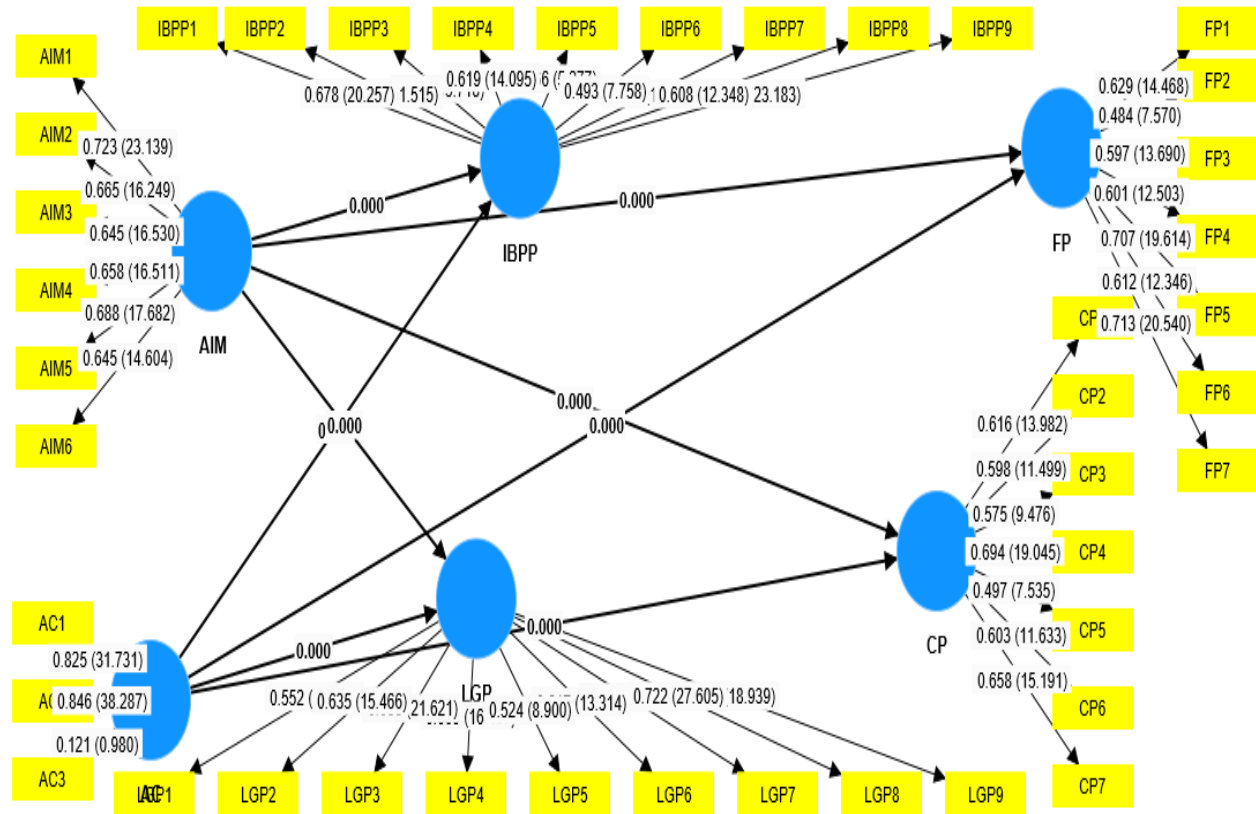 IBPP1 IBPP2 IBPP3 IBPP4 IBPP5 IBPP6 IBPP7 IBPP8 IBPP9
FP1
AIM1
FP2
0.619 (14.095)
0.629 (14.468)
0.678 (20.257) 1.515) 0.493 (7.758) 0.608 (12.348) 23.183)
0.484 (7.570)
AIM2
0.723 (23.139)
0.597 (13.690)
FP3
0.665 (16.249)
0.601 (12.503)
AIM3
0.000
0.000
0.645 (16.530)
0.707 (19.614)
FP4
IBPP
FP
0.658 (16.511)
0.612 (12.346)
AIM4
0.688 (17.682)
CP
0.713 (20.540)
FP5
AIM
0.645 (14.604)
AIM5
FP6
CP2
0.000
0.616 (13.982)
0.000
0.000
AIM6
0.598 (11.499)
CP3
FP7
0.575 (9.476)
0.694 (19.045)
CP4
0.497 (7.535)
AC1
0.000
0.603 (11.633)
CP5
CP
0.000
0.825 (31.731)
0.658 (15.191)
LGP
0.846 (38.287)
0.552 ( 0.635 (15.466) 21.621) (16 0.524 (8.900) (13.314) 0.722 (27.605) 18.939)
CP6
0.121 (0.980)
AC3
AC
LGP1 LGP2 LGP3 LGP4 LGP5 LGP6 LGP7 LGP8 LGP9
CP7